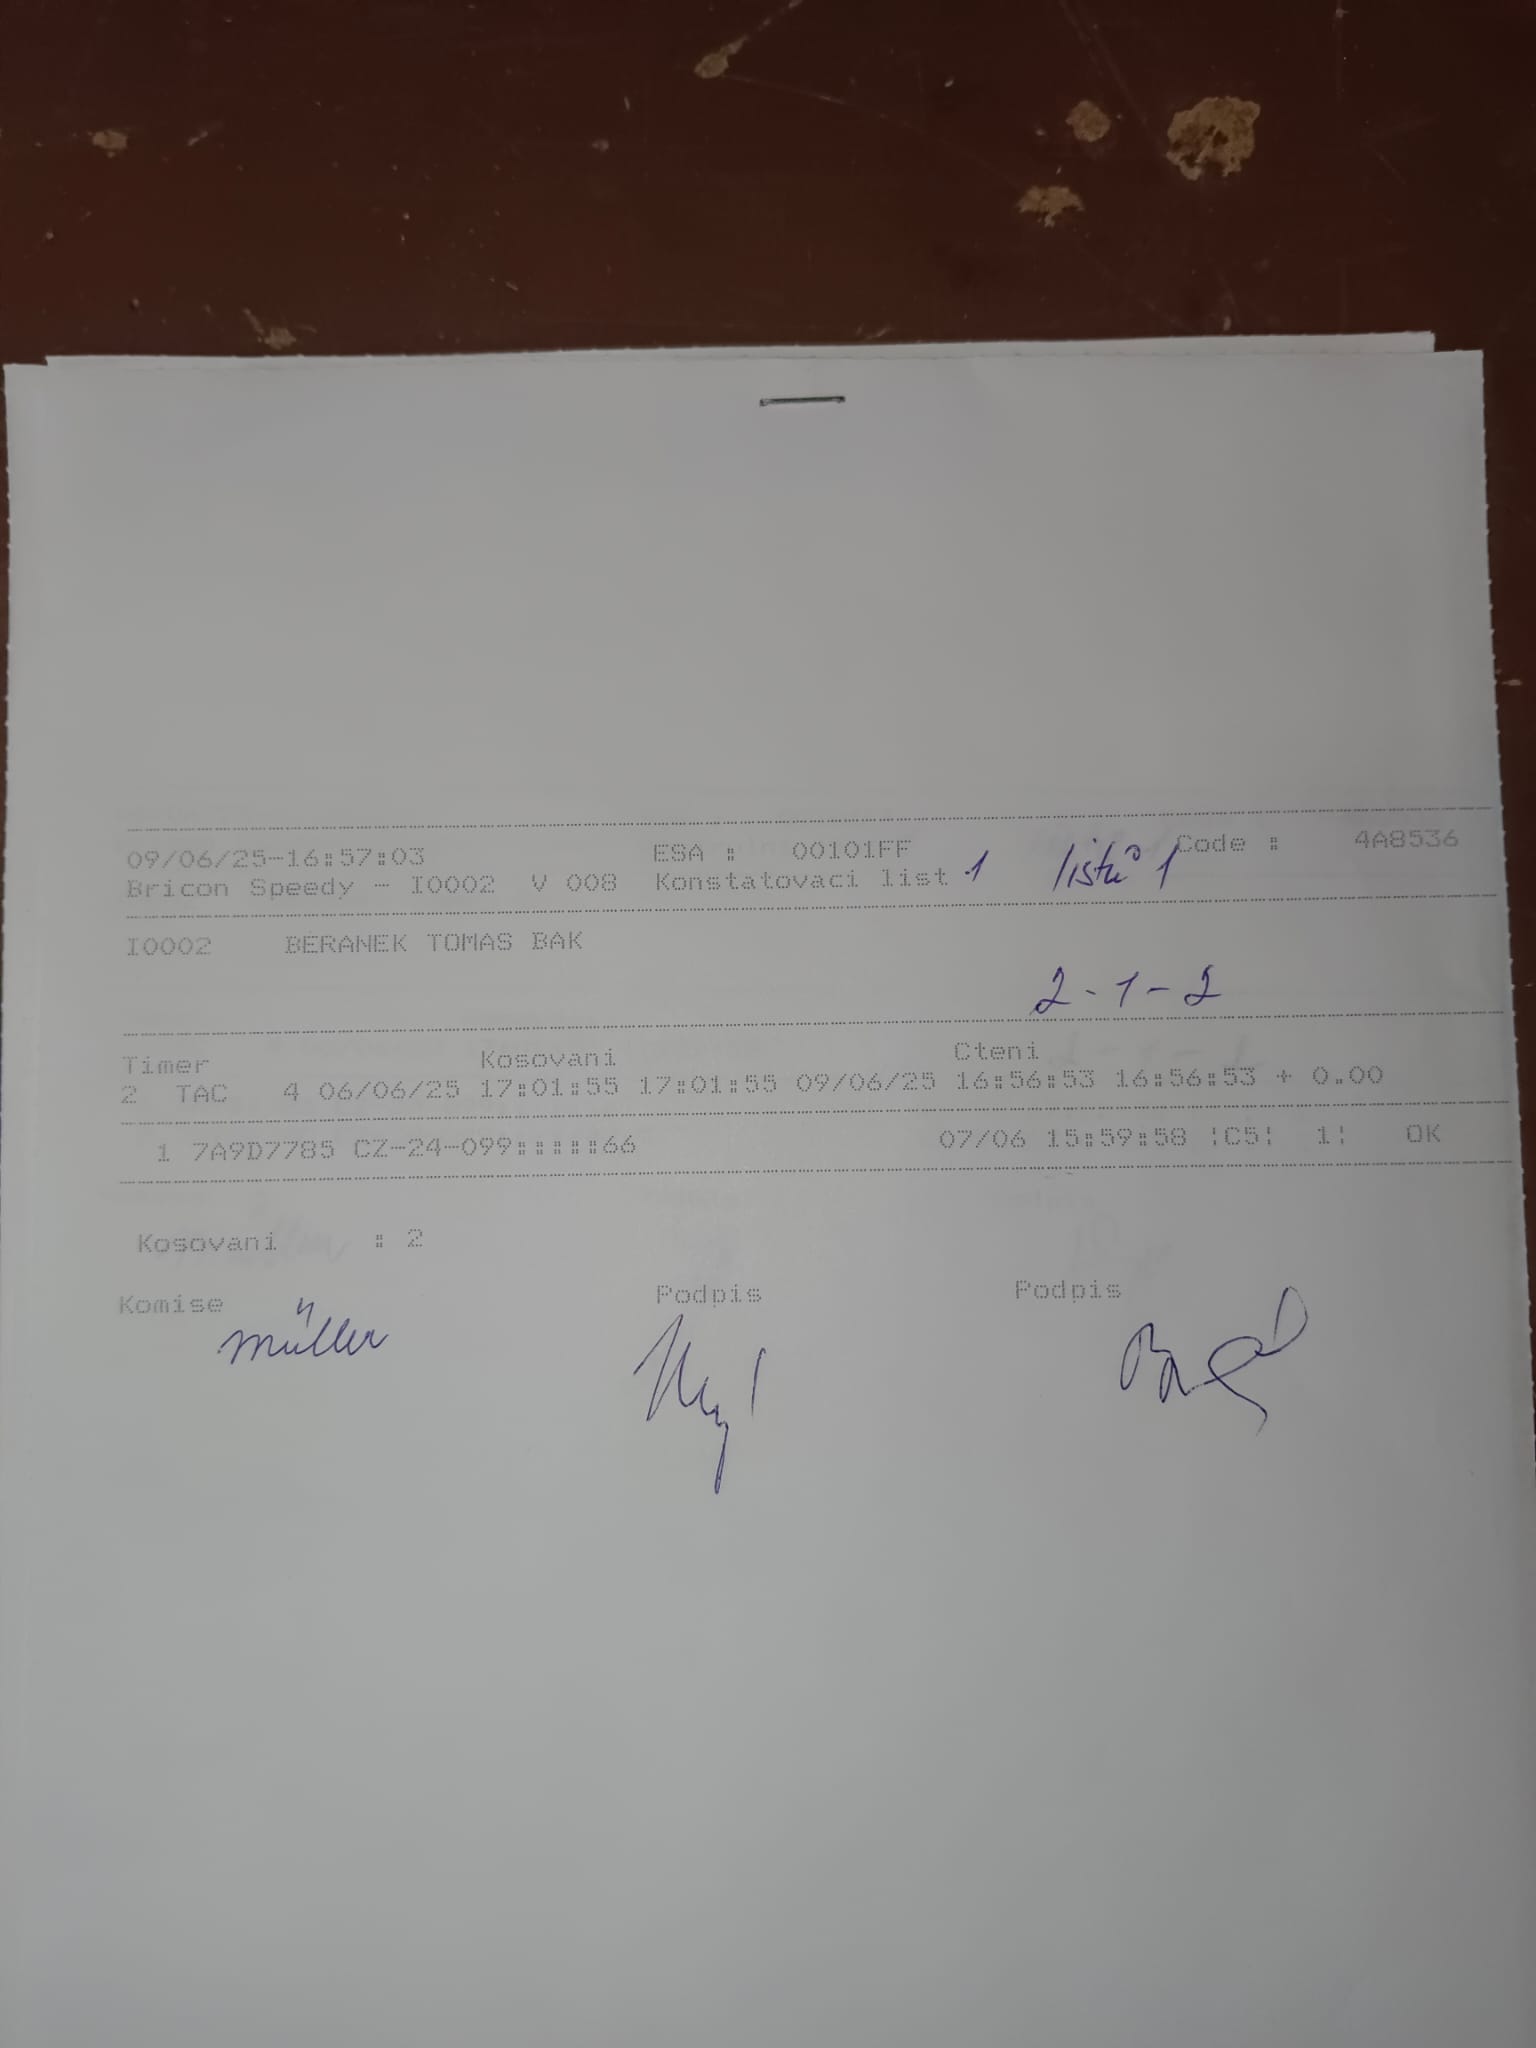 09/06/25-16:57:03 ESA : 00101FF Code : 4A8536
Bricon Speedy - I0002 V 008 Konstatovaci list 1 listů 1
I0002 BERANEK TOMAS BAK
2-1-2
Timer Kosovani Cteni
2 TAC 4 06/06/25 17:01:55 17:01:55 09/06/25 16:56:53 16:56:53 + 0.00
1 7A9D7785 CZ-24-099:::::66 07/06 15:59:58 ¦C5¦ 1¦ OK
Kosovani : 2
Komise Podpis Podpis
Müller